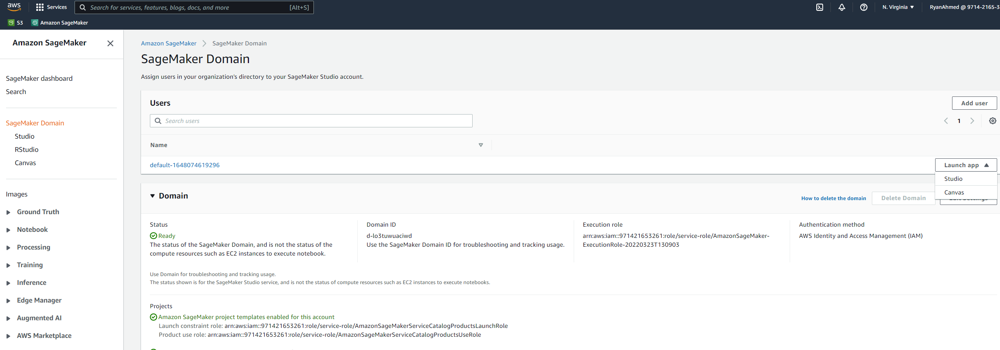 aws
Services
Search for services, features, blogs, docs, and more
[Alt+S]
N. Virginia
RyanAhmed @ 9714-2165-3
S3
Amazon SageMaker
Amazon SageMaker
SageMaker dashboard
Search
SageMaker Domain
Studio
RStudio
Canvas
Images
Ground Truth
Notebook
Processing
Training
Inference
Edge Manager
Augmented AI
AWS Marketplace
Amazon SageMaker
SageMaker Domain
SageMaker Domain
Assign users in your organization's directory to your SageMaker Studio account.
Users
Add user
Search users
1
Name
default-1648074619296
Launch app
Studio
Canvas
Domain
How to delete the domain
Delete Domain
Edit Settings
Status
Ready
The status of the SageMaker Domain, and is not the status of the
compute resources such as EC2 instances to execute notebook.
Domain ID
d-lo3tuwuaciwd
Use the SageMaker Domain ID for troubleshooting and tracking usage.
Execution role
arn:aws:iam::971421653261:role/service-role/AmazonSageMaker-
ExecutionRole-20220323T130903
Authentication method
AWS Identity and Access Management (IAM)
Use Domain for troubleshooting and tracking usage.
The status shown is for the SageMaker Studio service, and is not the status of compute resources such as EC2 instances to execute notebooks.
Projects
Amazon SageMaker project templates enabled for this account
Launch constraint role: arn:aws:iam::971421653261:role/service-role/AmazonSageMakerServiceCatalogProductsLaunchRole
Product use role: arn:aws:iam::971421653261:role/service-role/AmazonSageMakerServiceCatalogProductsUseRole